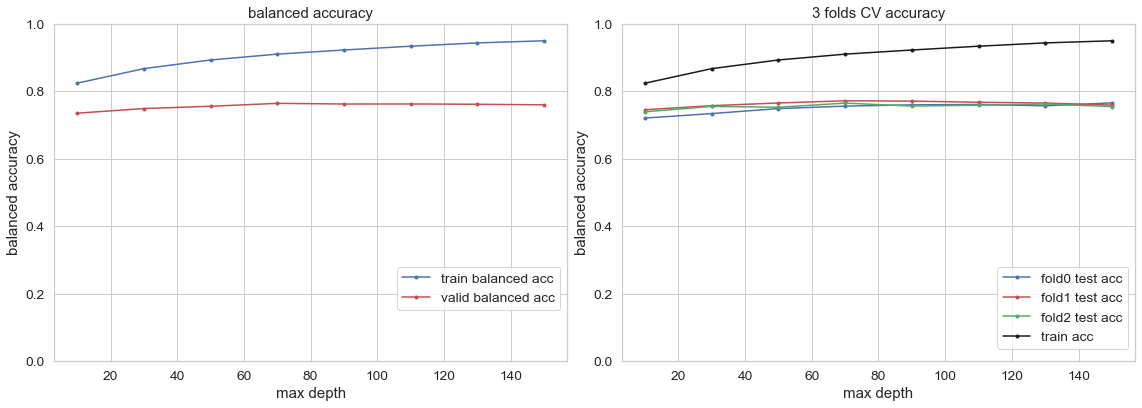 balanced accuracy
balanced accuracy
1.0
0.8
0.6
0.4
0.2
0.0
20 40 60 80 100 120 140
max depth
train balanced acc
valid balanced acc
3 folds CV accuracy
balanced accuracy
1.0
0.8
0.6
0.4
0.2
0.0
20 40 60 80 100 120 140
max depth
fold0 test acc
fold1 test acc
fold2 test acc
train acc